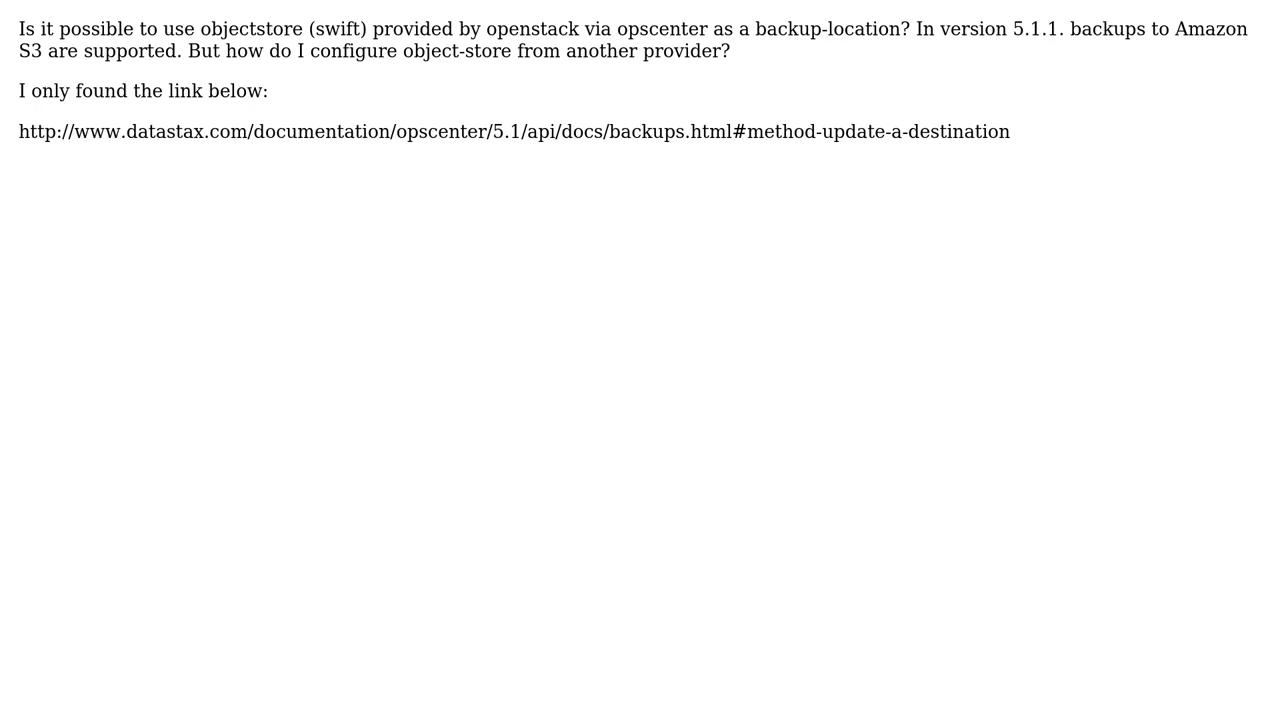 Is it possible to use objectstore (swift) provided by openstack via opscenter as a backup-location? In version 5.1.1. backups to Amazon
S3 are supported. But how do I configure object-store from another provider?
I only found the link below:
http://www.datastax.com/documentation/opscenter/5.1/api/docs/backups.html#method-update-a-destination